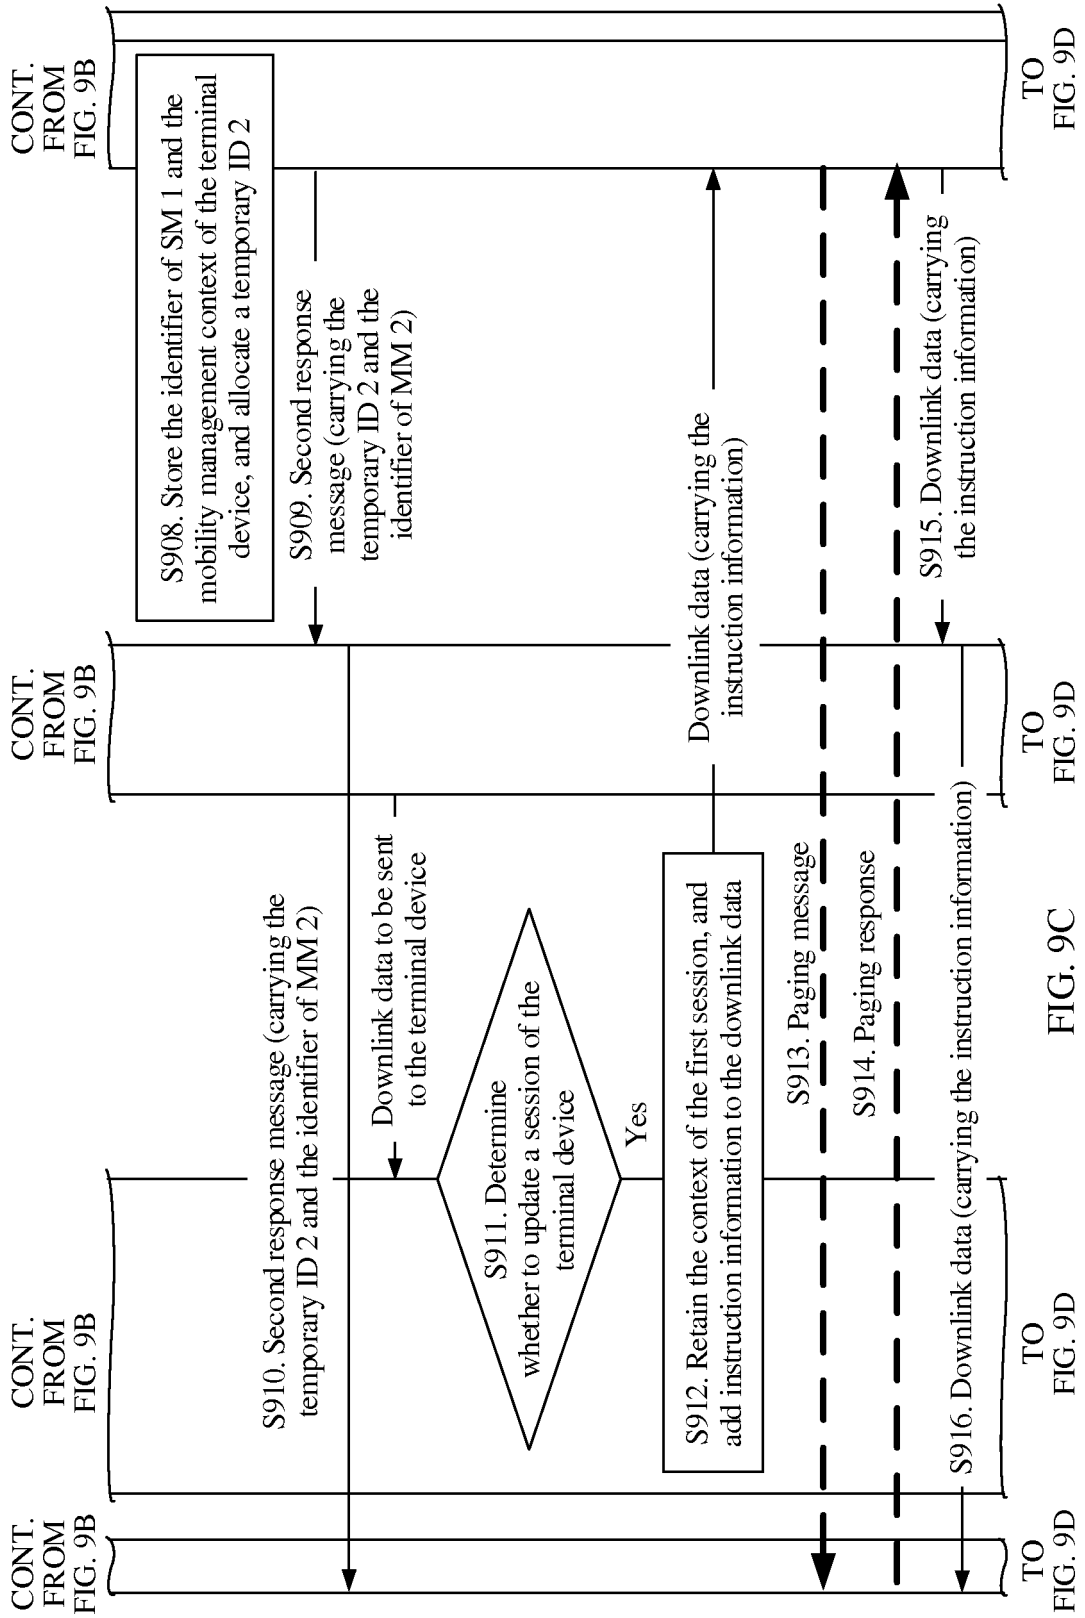 CONT.
FROM
FIG. 9B
CONT.
FROM
FIG. 9B
CONT.
FROM
FIG. 9B
CONT.
FROM
FIG. 9B
S908. Store the identifier of SM 1 and the
mobility management context of the terminal
device, and allocate a temporary ID 2
S909. Second response
message (carrying the
temporary ID 2 and the
identifier of MM 2)
S910. Second response message (carrying the
temporary ID 2 and the identifier of MM 2)
Downlink data to be sent
to the terminal device
S911. Determine
whether to update a session of the
terminal device
Yes
S912. Retain the context of the first session, and
add instruction information to the downlink data
Downlink data (carrying the
instruction information)
S913. Paging message
S914. Paging response
S915. Downlink data (carrying
the instruction information)
S916. Downlink data (carrying the instruction information)
TO
FIG. 9D
TO
FIG. 9D
TO
FIG. 9D
TO
FIG. 9D
FIG. 9C